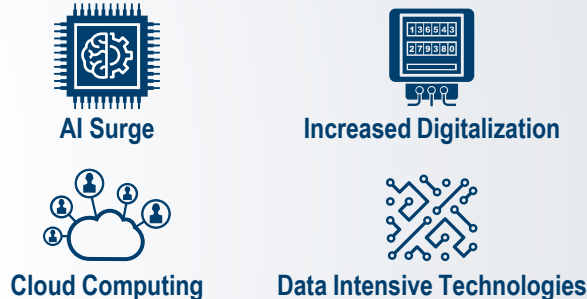 136543
279380
AI Surge
Increased Digitalization
Cloud Computing
Data Intensive Technologies